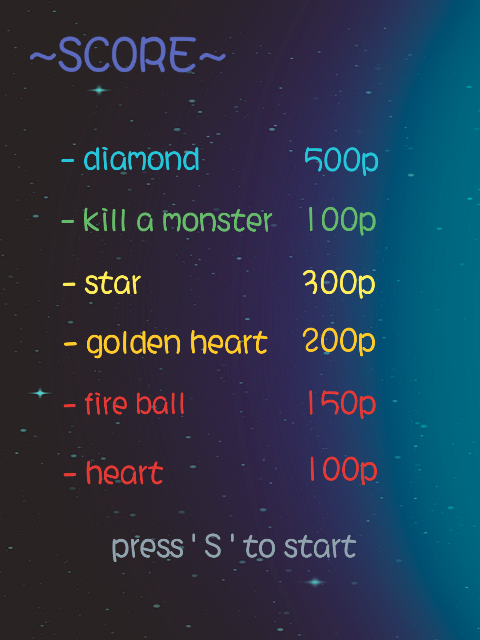 ~SCORE~
- diamond 500p
- kill a monster 100p
- star 300p
- golden heart 200p
- fire ball 150p
- heart 100p
press ' S ' to start